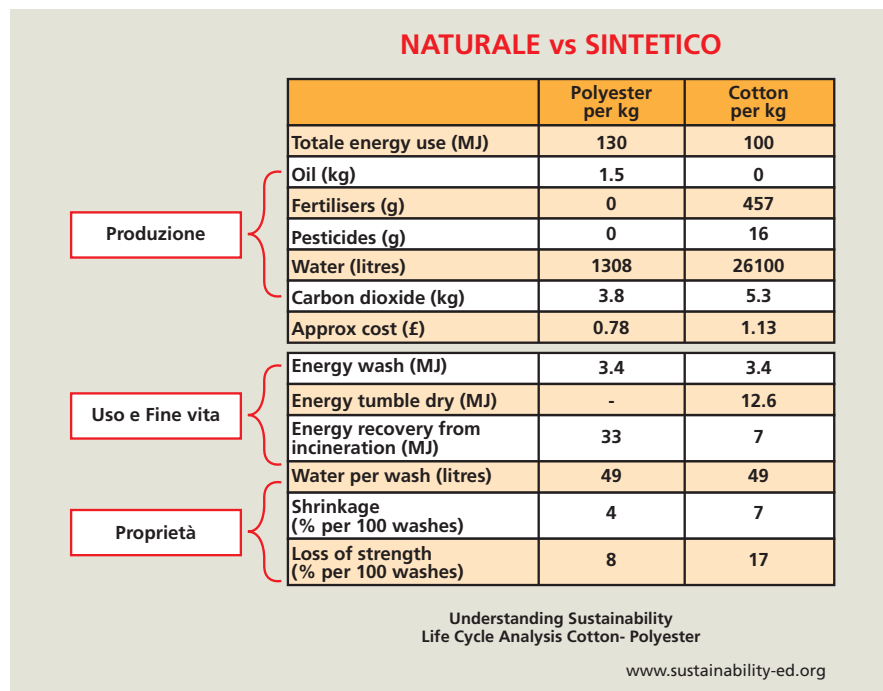 NATURALE vs SINTETICO
Polyester
per kg
Cotton
per kg
Totale energy use (MJ) 130 100
Oil (kg) 1.5 0
Fertilisers (g) 0 457
Produzione
Pesticides (g) 0 16
Water (litres) 1308 26100
Carbon dioxide (kg) 3.8 5.3
Approx cost (£) 0.78 1.13
Energy wash (MJ) 3.4 3.4
Uso e Fine vita
Energy tumble dry (MJ) - 12.6
Energy recovery from
incineration (MJ) 33 7
Water per wash (litres) 49 49
Proprietà
Shrinkage
(% per 100 washes) 4 7
Loss of strength
(% per 100 washes) 8 17
Understanding Sustainability
Life Cycle Analysis Cotton- Polyester
www.sustainability-ed.org